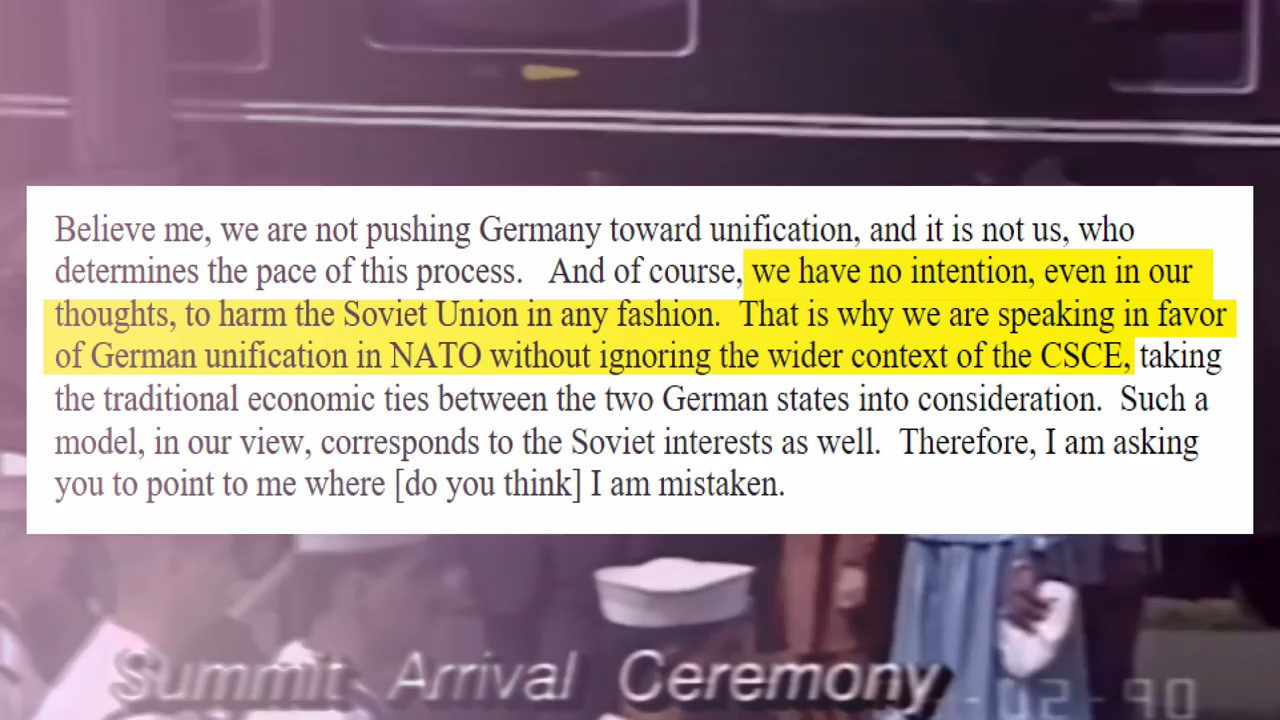 Believe me, we are not pushing Germany toward unification, and it is not us, who
determines the pace of this process. And of course, we have no intention, even in our
thoughts, to harm the Soviet Union in any fashion. That is why we are speaking in favor
of German unification in NATO without ignoring the wider context of the CSCE, taking
the traditional economic ties between the two German states into consideration. Such a
model, in our view, corresponds to the Soviet interests as well. Therefore, I am asking
you to point to me where [do you think] I am mistaken.
Summit Arrival Ceremony
-02-90